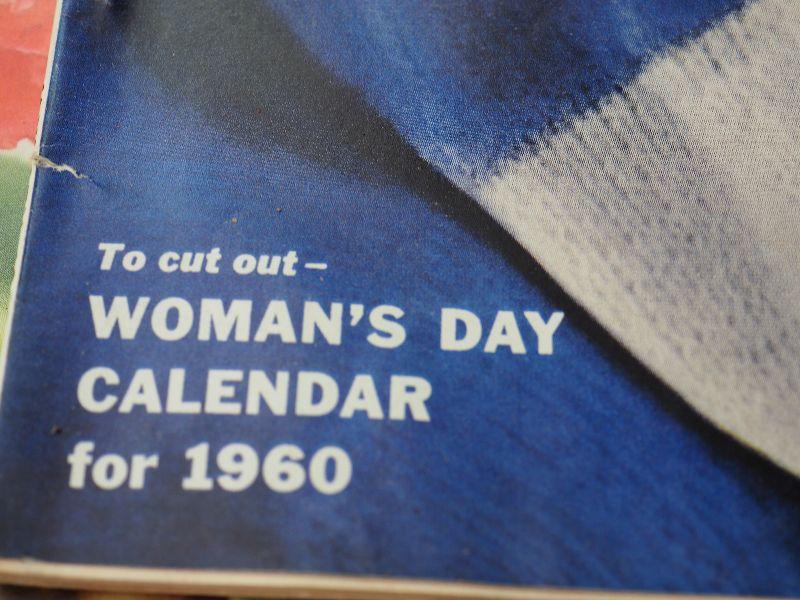 To cut out–
WOMAN'S DAY
CALENDAR
for 1960